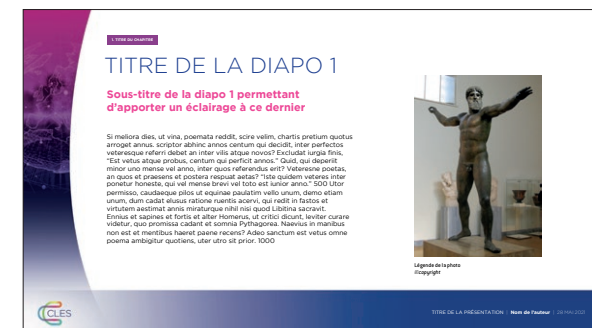 1. TITRE DU CHAPITRE
TITRE DE LA DIAPO 1
Sous-titre de la diapo 1 permettant
d'apporter un éclairage à ce dernier
Si meliora dies, ut vina, poemata reddit, scire velim, chartis pretium quotus
arroget annus. scriptor abhinc annos centum qui decidit, inter perfectos
veteresque referri debet an inter vilis atque novos? Excludat iurgia finis,
"Est vetus atque probus, centum qui perficit annos." Quid, qui deperiit
minor uno mense vel anno, inter quos referendus erit? Veteresne poetas,
an quos et praesens et postera respuat aetas? "Iste quidem veteres inter
ponetur honeste, qui vel mense brevi vel toto est iunior anno." 500 Utor
permisso, caudaeque pilos ut equinae paulatim vello unum, demo etiam
unum, dum cadat elusus ratione ruentis acervi, qui redit in fastos et
virtutem aestimat annis miraturque nihil nisi quod Libitina sacravit.
Ennius et sapines et fortis et alter Homerus, ut critici dicunt, leviter curare
videtur, quo promissa cadant et somnia Pythagorea. Naevius in manibus
non est et mentibus haeret paene recens? Adeo sanctum est vetus omne
poema ambigitur quotiens, uter utro sit prior. 1000
Légende de la photo
©copyright
CLES
TITRE DE LA PRÉSENTATION | Nom de l'auteur | 28 MAI 2021